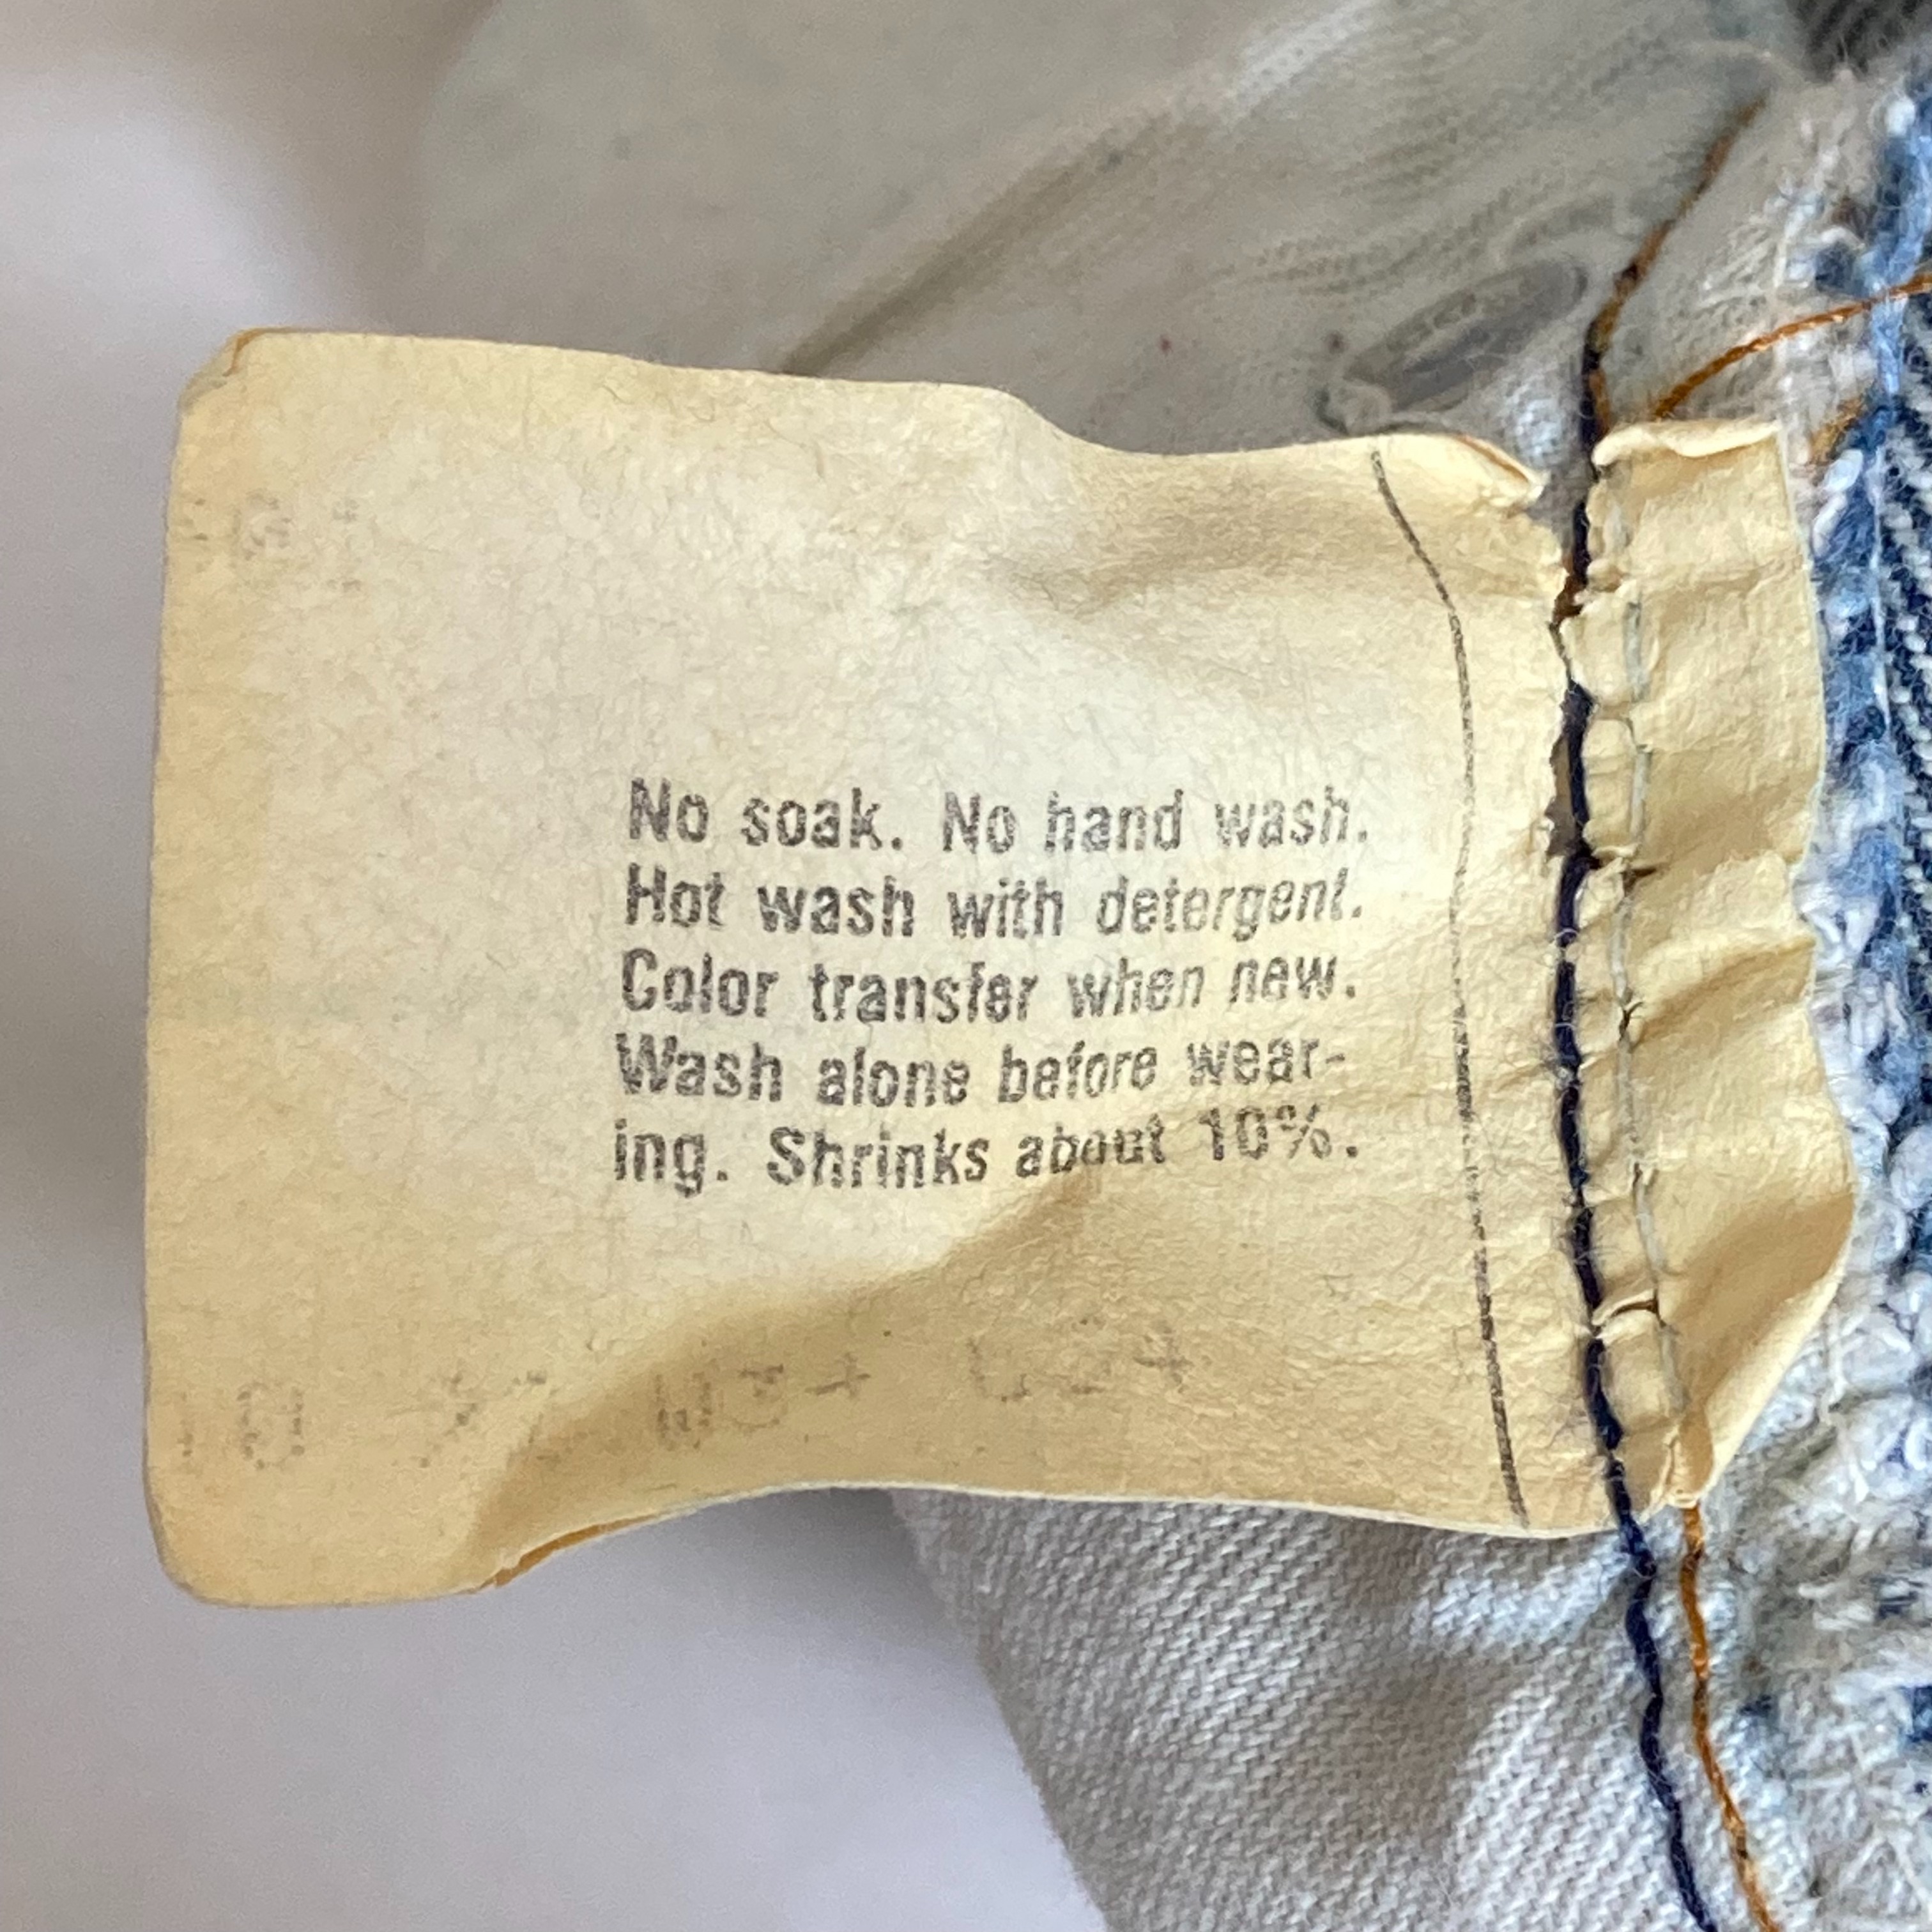 No soak. No hand wash.
Hot wash with detergent.
Color transfer when new.
Wash alone before wear-
ing. Shrinks about 10%.